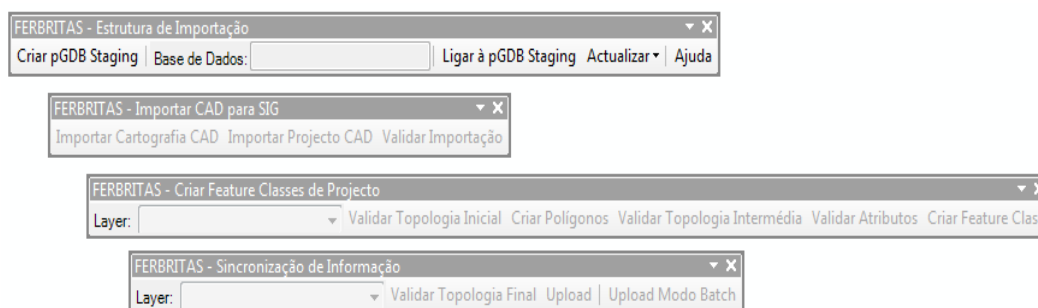 FERBRITAS - Estrutura de Importação
Criar pGDB Staging Base de Dados: Ligar à pGDB Staging Actualizar Ajuda
FERBRITAS - Importar CAD para SIG
Importar Cartografia CAD Importar Projecto CAD Validar Importação
FERBRITAS - Criar Feature Classes de Projecto
Layer: Validar Topologia Inicial Criar Polígonos Validar Topologia Intermédia Validar Atributos Criar Feature Clas
FERBRITAS - Sincronização de Informação
Layer: Validar Topologia Final Upload Upload Modo Batch